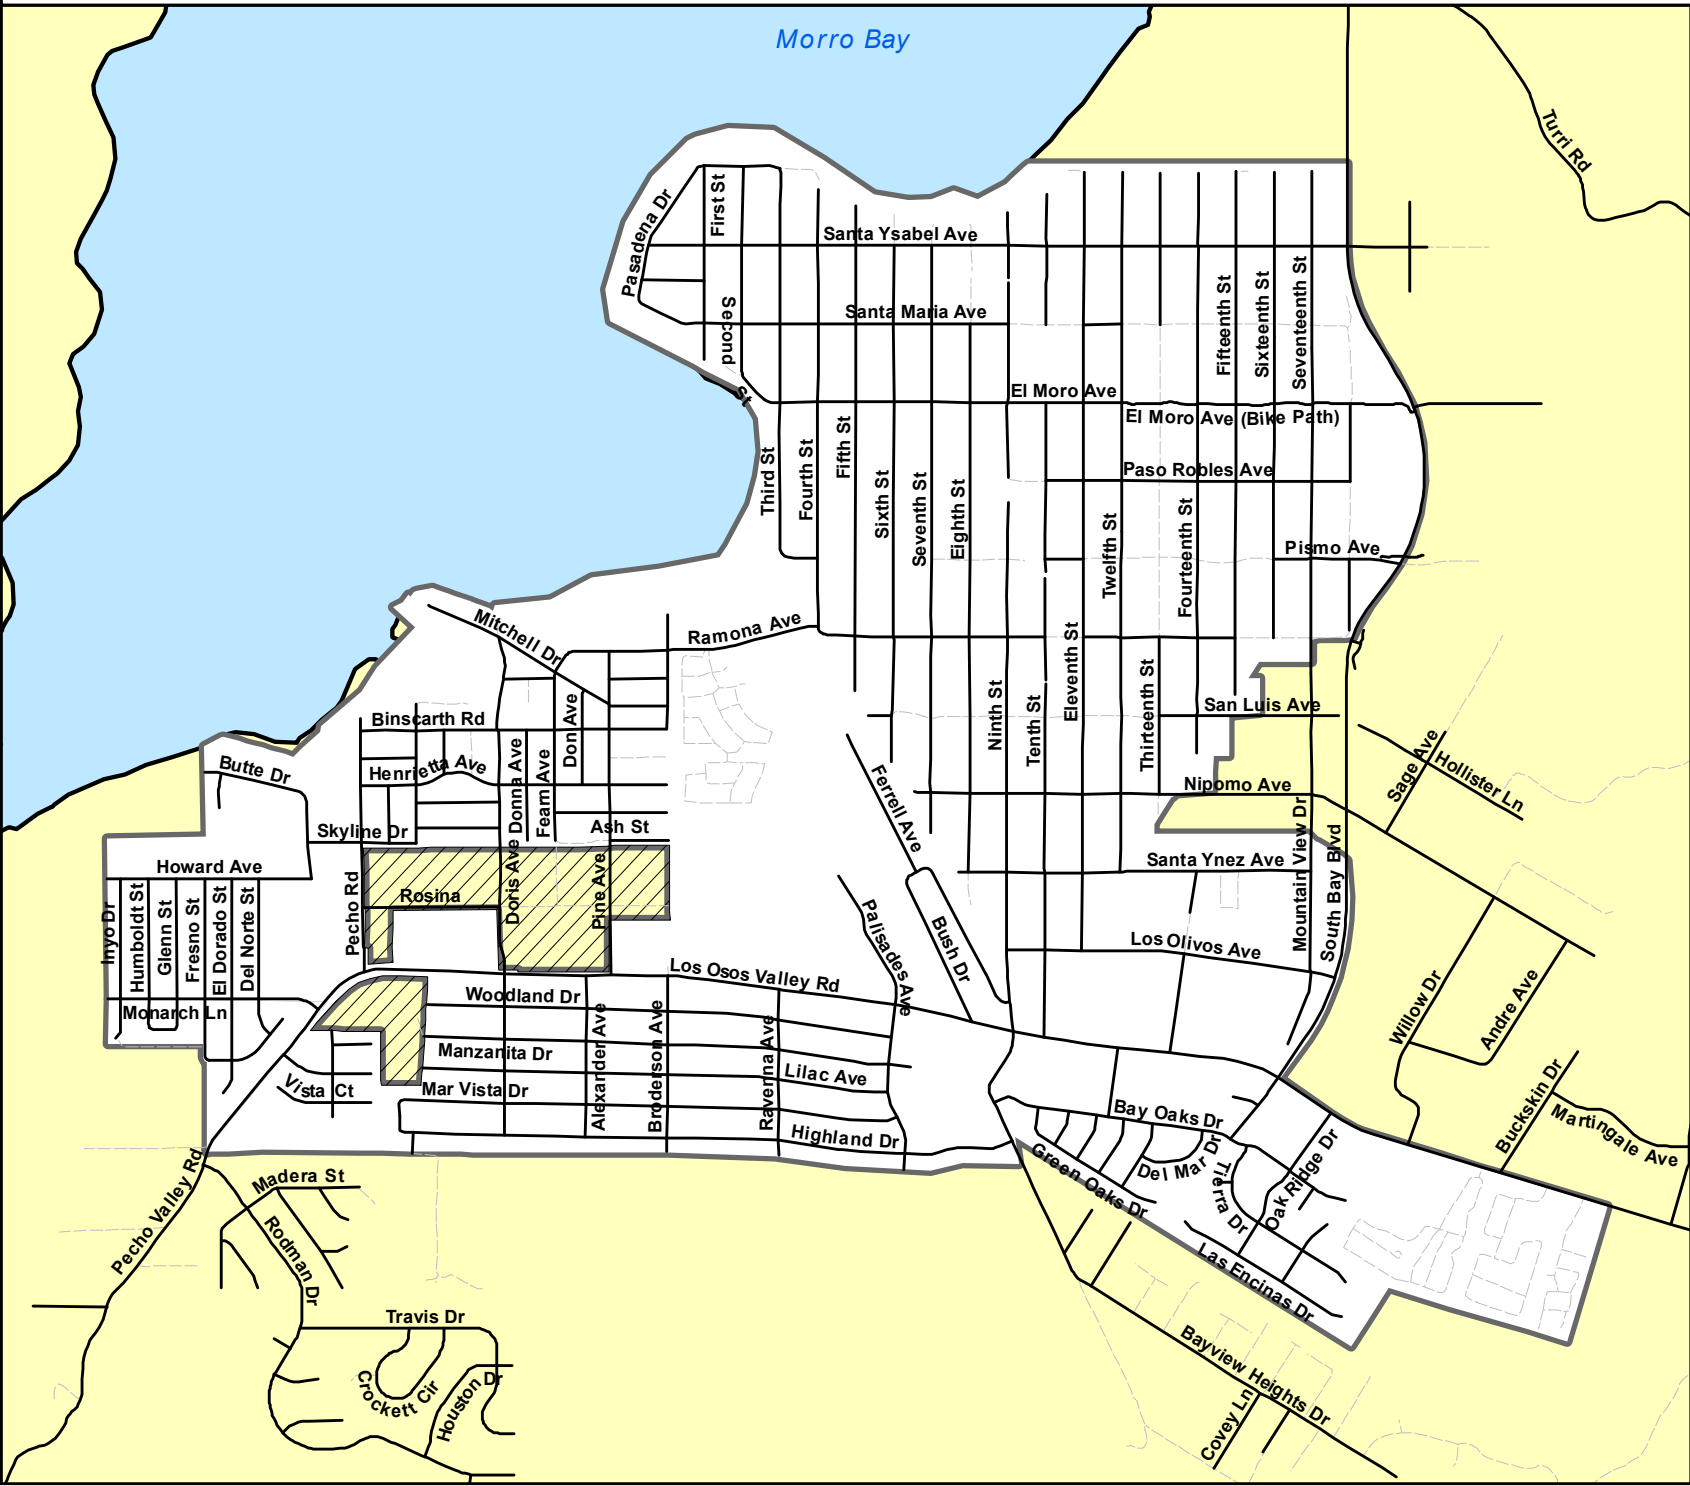 Morro Bay
Turri Rd
Pasadena Dr
First St
Santa Ysabel Ave
Second St
Santa Maria Ave
Fifteenth St
Sixteenth St
Seventeenth St
El Moro Ave
El Moro Ave (Bike Path)
Third St
Fourth St
Fifth St
Sixth St
Seventh St
Eighth St
Paso Robles Ave
Twelfth St
Fourteenth St
Pismo Ave
Mitchell Dr
Ramona Ave
Ninth St
Tenth St
Eleventh St
Thirteenth St
San Luis Ave
Binscarth Rd
Don Ave
Butte Dr
Henrietta Ave
Donna Ave
Fearn Ave
Ferrell Ave
Nipomo Ave
Sage Ave
Hollister Ln
Skyline Dr
Ash St
Howard Ave
Santa Ynez Ave
Mountain View Dr
South Bay Blvd
Pecho Rd
Rosina
Doris Ave
Pine Ave
Inyo Dr
Humboldt St
Glenn St
Fresno St
El Dorado St
Del Norte St
Palisades Ave
Bush Dr
Los Olivos Ave
Los Osos Valley Rd
Woodland Dr
Monarch Ln
Willow Dr
Andre Ave
Manzanita Dr
Alexander Ave
Broderson Ave
Ravenna Ave
Lilac Ave
Vista Ct
Mar Vista Dr
Highland Dr
Bay Oaks Dr
Buckskin Dr
Martingale Ave
Green Oaks Dr
Del Mar Dr
Tierra Dr
Oak Ridge Dr
Pecho Valley Rd
Madera St
Rodman Dr
Las Encinas Dr
Travis Dr
Bayview Heights Dr
Crockett Cir
Houston Dr
Covey Ln